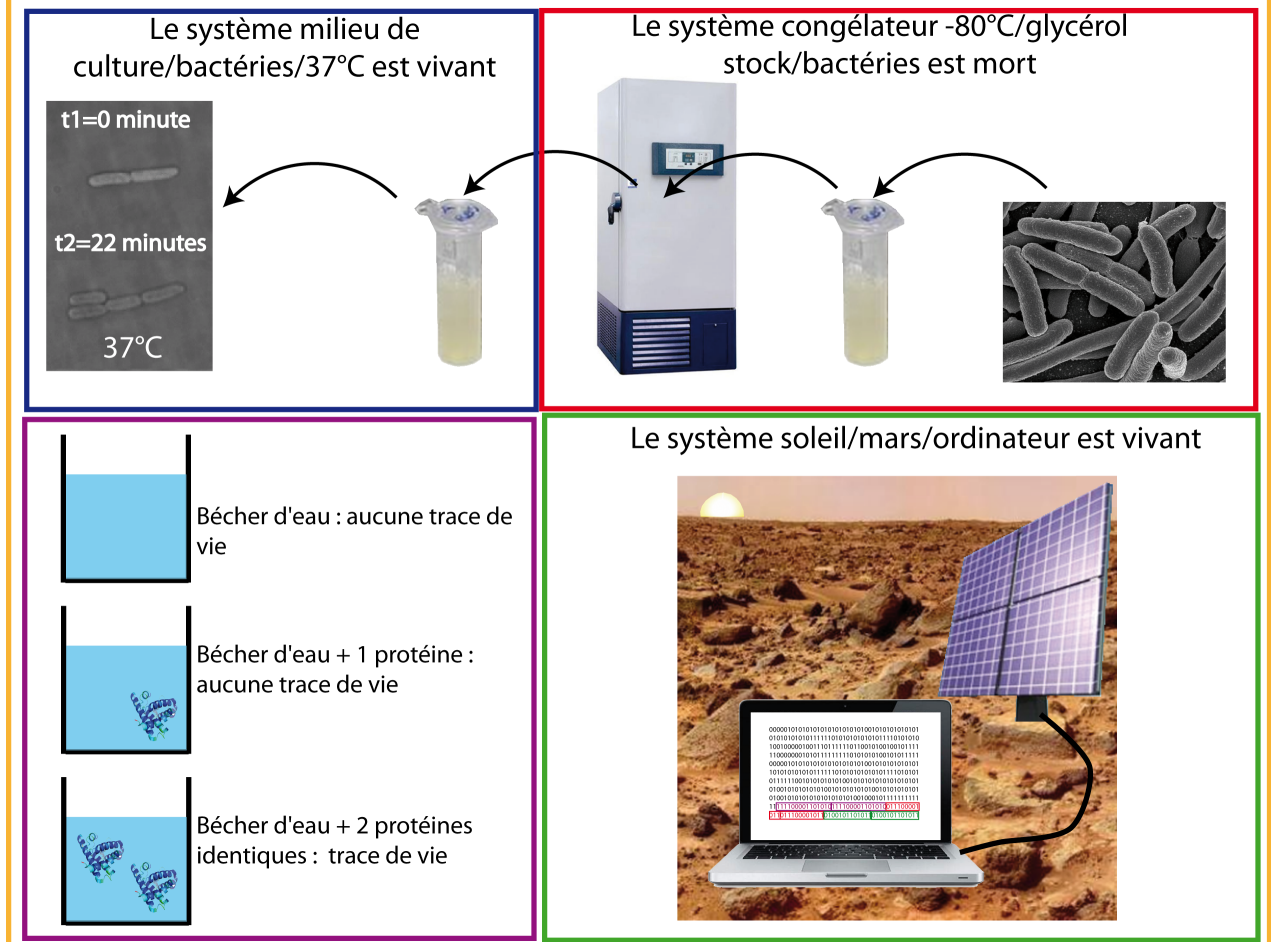 Le système milieu de
culture/bactéries/37°C est vivant
t1=0 minute
t2=22 minutes
37°C
Le système congélateur -80°C/glycérol
stock/bactéries est mort
Bécher d'eau : aucune trace de
vie
Bécher d'eau + 1 protéine :
aucune trace de vie
Bécher d'eau + 2 protéines
identiques :  trace de vie
Le système soleil/mars/ordinateur est vivant